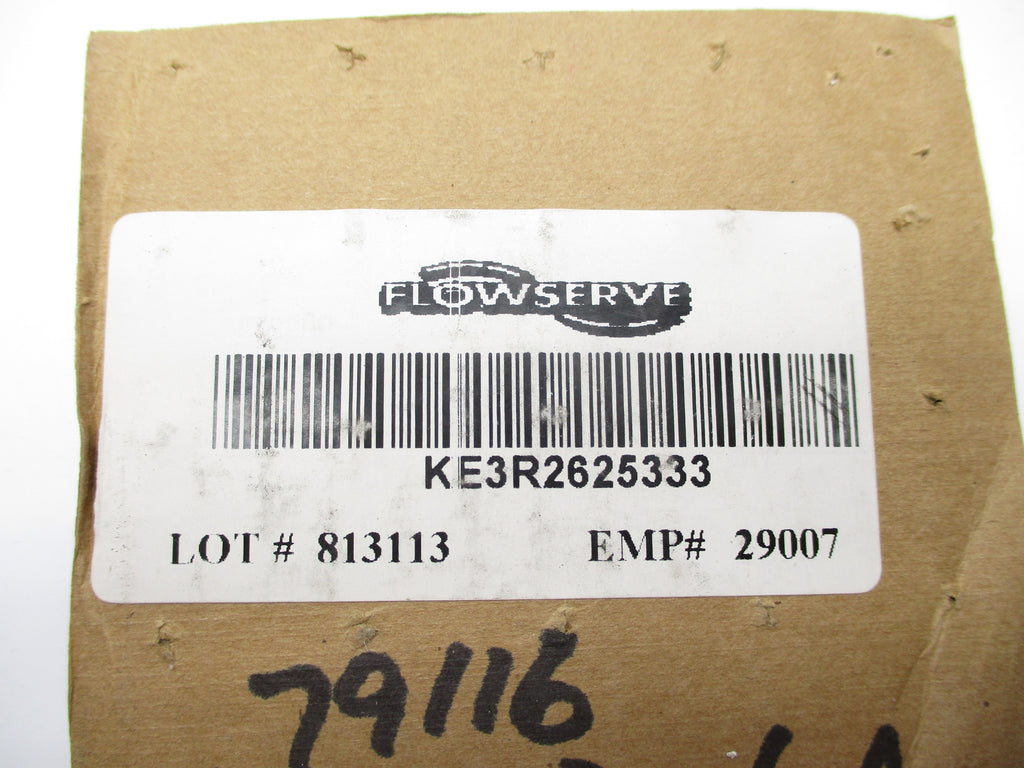 FLOWSERVE
KE3R2625333
LOT # 813113 EMP# 29007
79116